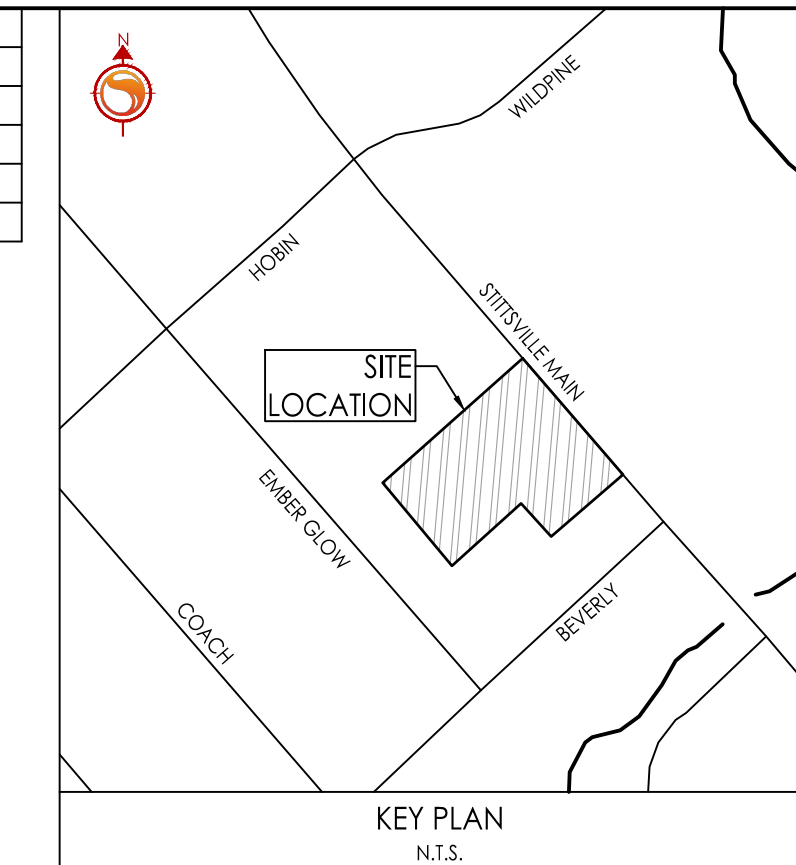 N
WILDPINE
HOBIN
STITTSVILLE MAIN
SITE
LOCATION
EMBER GLOW
BEVERLY
COACH
KEY PLAN
N.T.S.